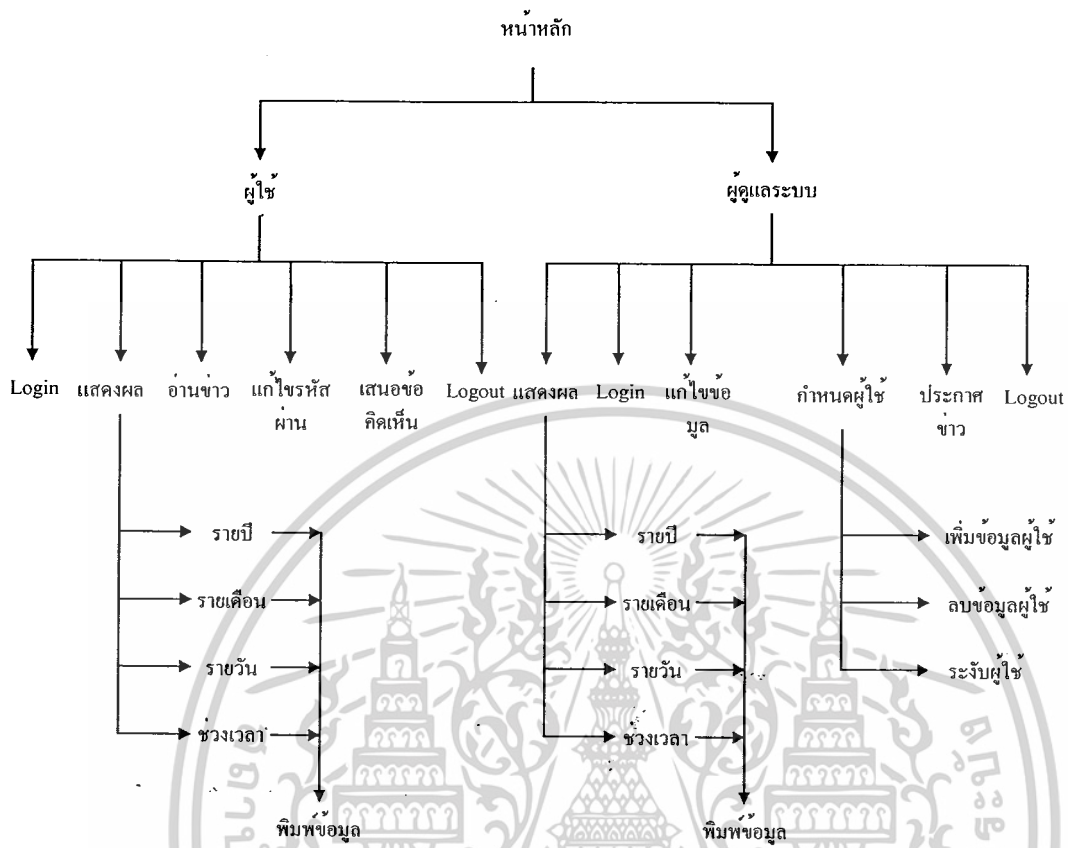 หน้าหลัก
ผู้ใช้
ผู้ดูแลระบบ
Login
แสดงผล
อ่านข่าว
แก้ไขรหัส
ผ่าน
เสนอข้อ
คิดเห็น
Logout
แสดงผล
Login
แก้ไขข้อ
มูล
กำหนดผู้ใช้
ประกาศ
ข่าว
Logout
รายปี
รายเดือน
รายวัน
ช่วงเวลา
พิมพ์ข้อมูล
รายปี
รายเดือน
รายวัน
ช่วงเวลา
พิมพ์ข้อมูล
เพิ่มข้อมูลผู้ใช้
ลบข้อมูลผู้ใช้
ระงับผู้ใช้